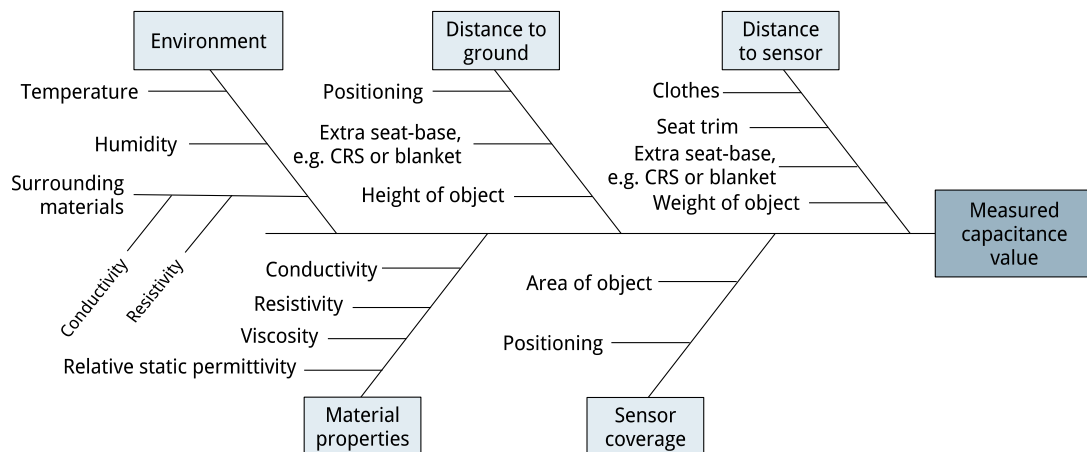 Environment
Distance to
ground
Distance
to sensor
Temperature
Humidity
Surrounding
materials
Conductivity
Resistivity
Positioning
Extra seat-base,
e.g. CRS or blanket
Height of object
Clothes
Seat trim
Extra seat-base,
e.g. CRS or blanket
Weight of object
Measured
capacitance
value
Conductivity
Resistivity
Viscosity
Relative static permittivity
Material
properties
Area of object
Positioning
Sensor
coverage